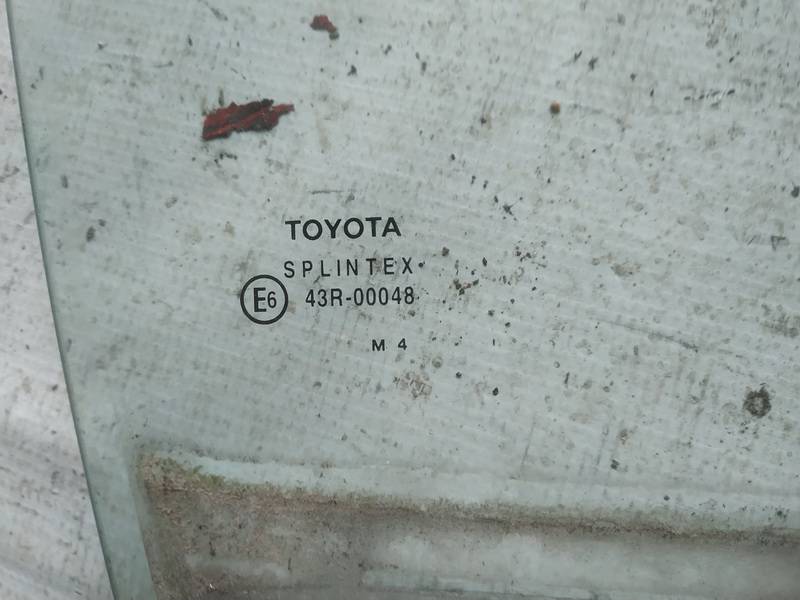 TOYOTA
SPLINTEX
E6 43R-00048
M 4